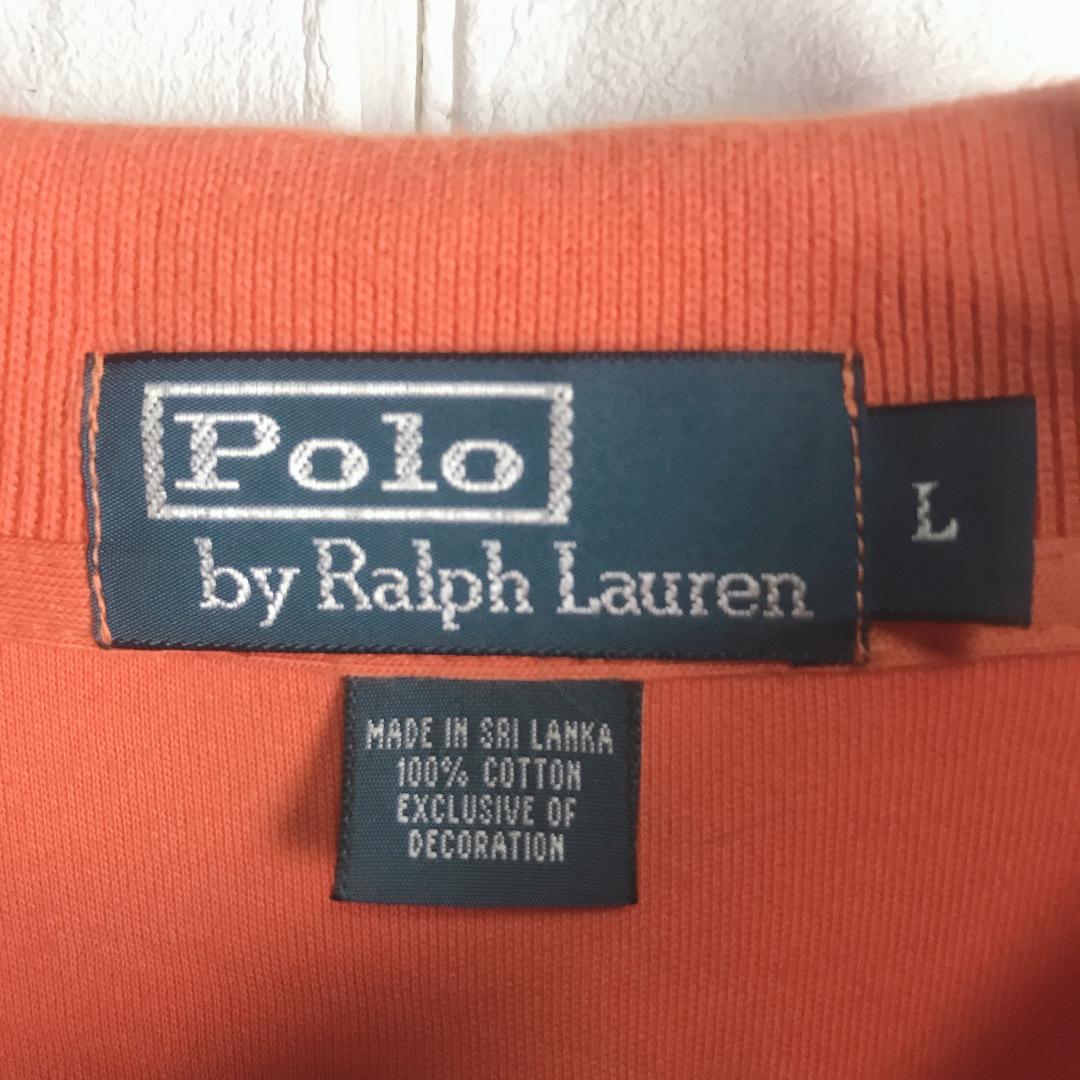 Polo
by Ralph Lauren
L
MADE IN SRI LANKA
100% COTTON
EXCLUSIVE OF
DECORATION